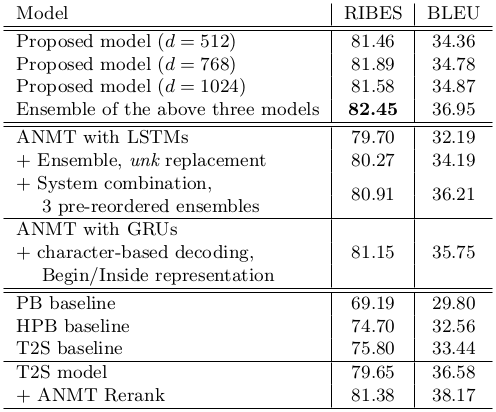 Model RIBES BLEU
Proposed model (d = 512) 81.46 34.36
Proposed model (d = 768) 81.89 34.78
Proposed model (d = 1024) 81.58 34.87
Ensemble of the above three models 82.45 36.95
ANMT with LSTMs 79.70 32.19
+ Ensemble, unk replacement 80.27 34.19
+ System combination,
3 pre-reordered ensembles 80.91 36.21
ANMT with GRUs
+ character-based decoding, 81.15 35.75
Begin/Inside representation
PB baseline 69.19 29.80
HPB baseline 74.70 32.56
T2S baseline 75.80 33.44
T2S model 79.65 36.58
+ ANMT Rerank 81.38 38.17